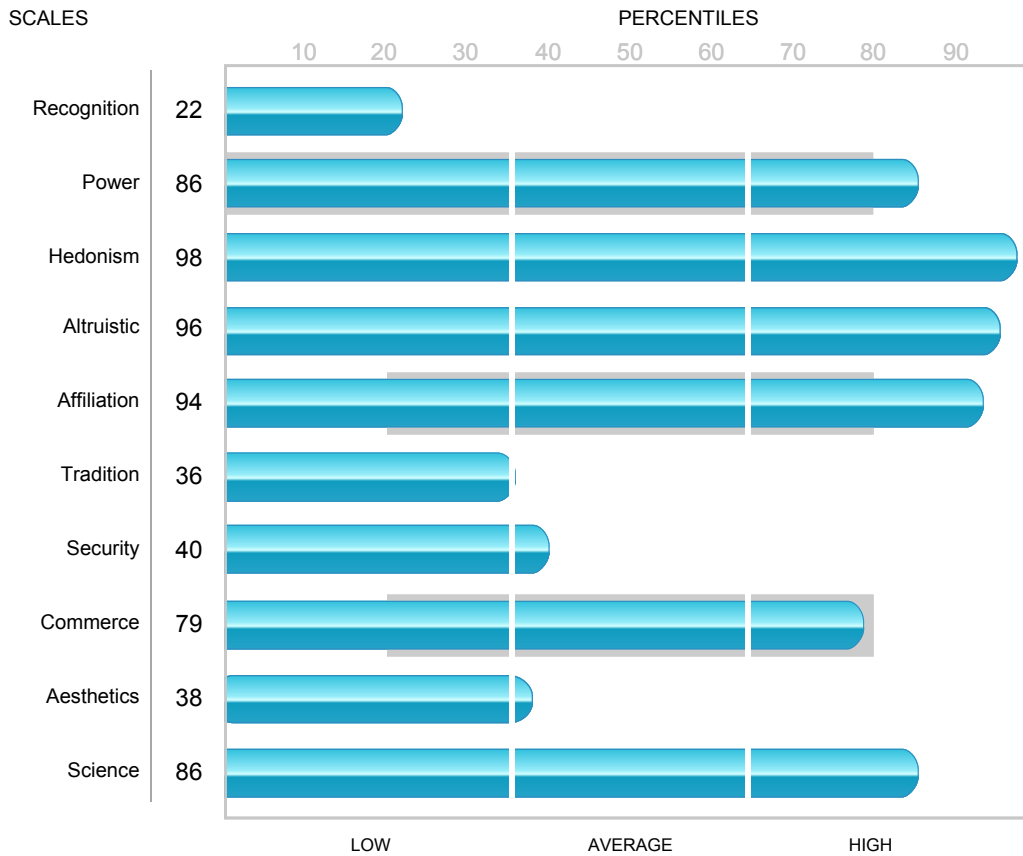 SCALES PERCENTILES
10 20 30 40 50 60 70 80 90
Recognition 22
Power 86
Hedonism 98
Altruistic 96
Affiliation 94
Tradition 36
Security 40
Commerce 79
Aesthetics 38
Science 86
LOW AVERAGE HIGH